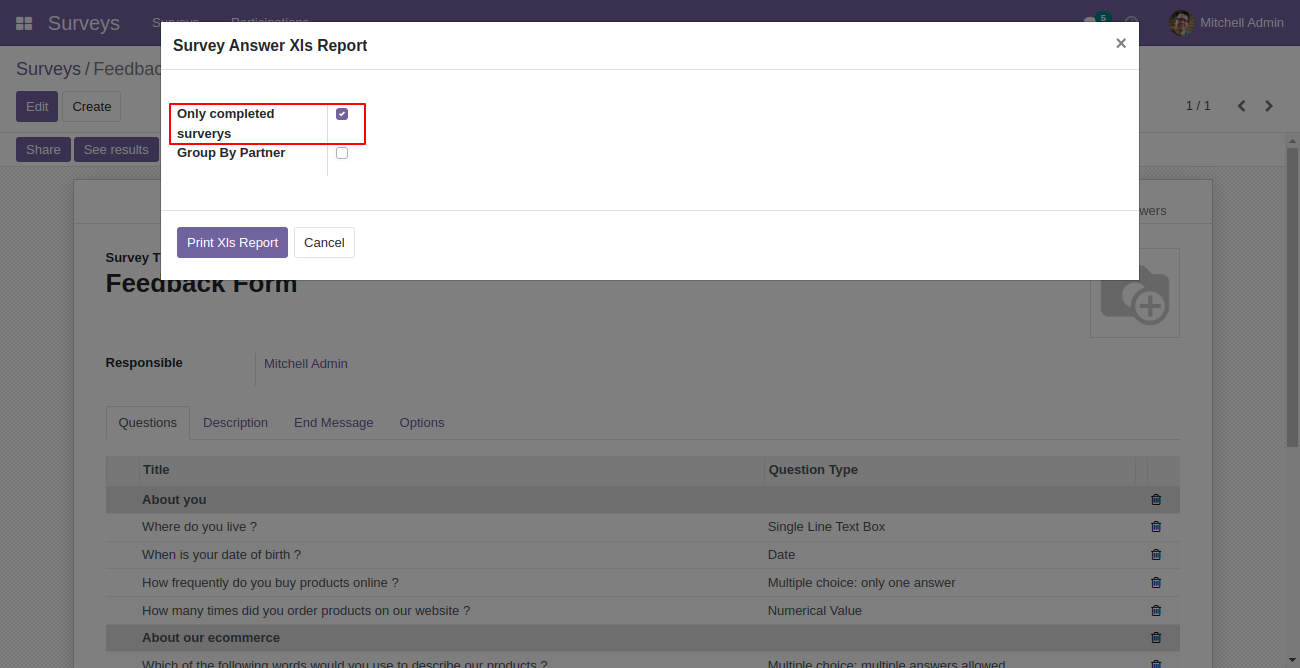 Surveys Surveys Participations 5 Mitchell Admin
Survey Answer Xls Report ×
Surveys / Feedbac
Edit Create 1 / 1
Only completed
surverys
Group By Partner
Share See results
wers
Print Xls Report Cancel
Survey T
Feedback Form
Responsible Mitchell Admin
Questions Description End Message Options
Title Question Type
About you
Where do you live ? Single Line Text Box
When is your date of birth ? Date
How frequently do you buy products online ? Multiple choice: only one answer
How many times did you order products on our website ? Numerical Value
About our ecommerce
Which of the following words would you use to describe our products ? Multiple choice: multiple answers allowed